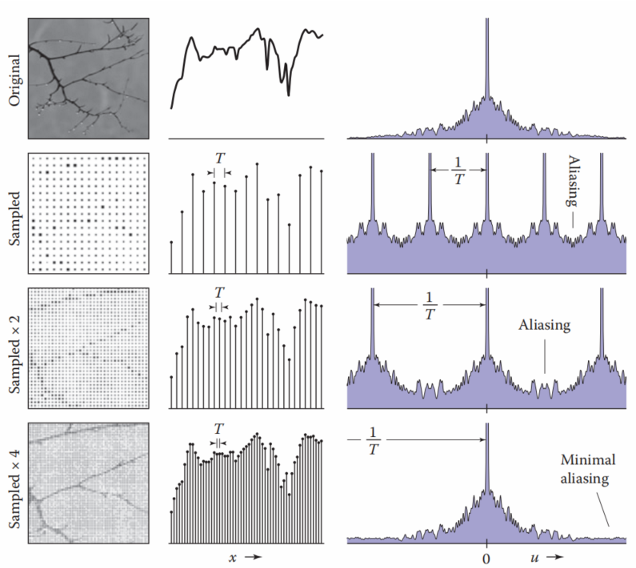 Original
Sampled
T
1
T
Aliasing
Sampled × 2
T
1
T
Aliasing
Sampled × 4
T
1
T
Minimal
aliasing
x
0
u